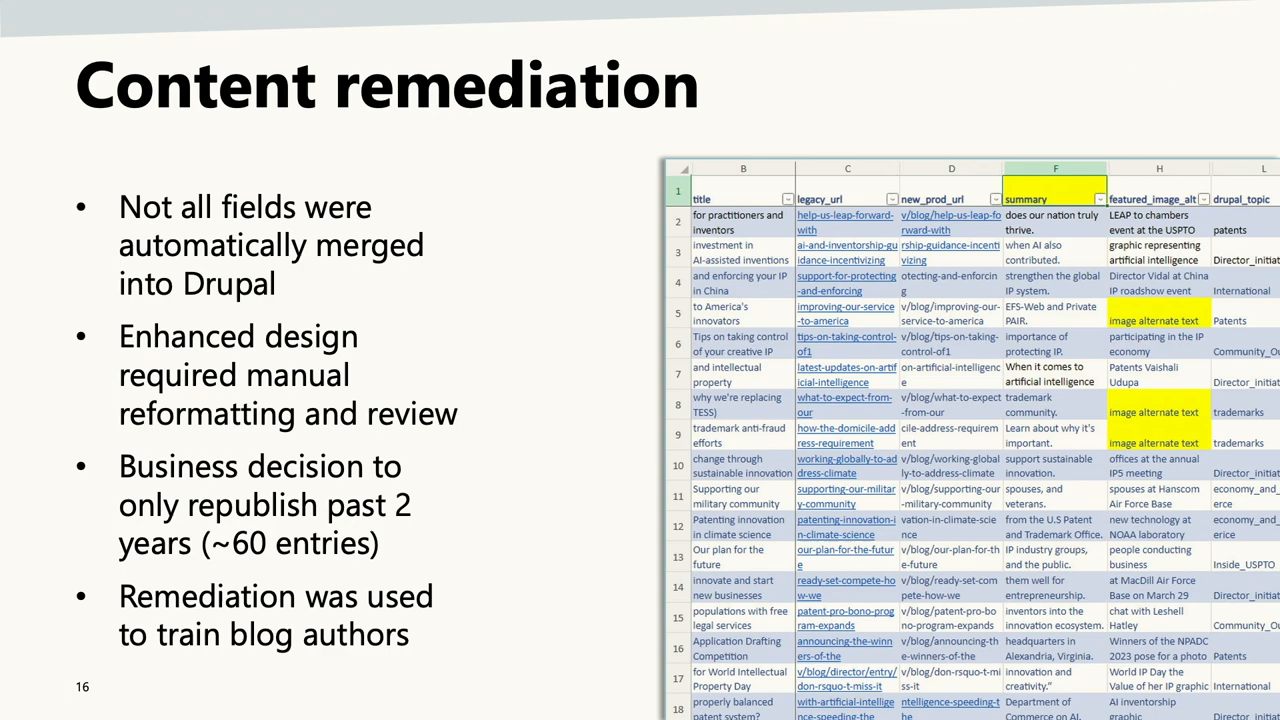 Content remediation
• Not all fields were
automatically merged
into Drupal
• Enhanced design
required manual
reformatting and review
• Business decision to
only republish past 2
years (~60 entries)
• Remediation was used
to train blog authors
16
B C D F H L
1 title legacy_url new_prod_url summary featured_image_alt drupal_topic
2 for practitioners and help-us-leap-forward- v/blog/help-us-leap-fo does our nation truly LEAP to chambers
inventors with rward-with thrive. event at the USPTO patents
3 investment in ai-and-inventorship-gu rship-guidance-incenti when AI also graphic representing
AI-assisted inventions idance-incentivizing vizing contributed. artificial intelligence Director_initiat
4 and enforcing your IP support-for-protecting otecting-and-enforcin strengthen the global Director Vidal at China
in China -and-enforcing g IP system. IP roadshow event International
5 to America's improving-our-service v/blog/improving-our- EFS-Web and Private
innovators -to-america service-to-america PAIR. image alternate text Patents
6 Tips on taking control tips-on-taking-control- v/blog/tips-on-taking- importance of participating in the IP
of your creative IP of1 control-of1 protecting IP. economy Community_Ou
7 and intellectual latest-updates-on-artif on-artificial-intelligenc When it comes to Patents Vaishali
property icial-intelligence e artificial intelligence Udupa Director_initiat
8 why we're replacing what-to-expect-from- v/blog/what-to-expect trademark
TESS) our -from-our community. image alternate text trademarks
9 trademark anti-fraud how-the-domicile-add cile-address-requirem Learn about why it's
efforts ress-requirement ent important. image alternate text trademarks
10 change through working-globally-to-ad v/blog/working-global support sustainable offices at the annual
sustainable innovation dress-climate ly-to-address-climate innovation. IP5 meeting Director_initiat
11 Supporting our supporting-our-militar v/blog/supporting-our spouses, and spouses at Hanscom economy_and_
military community y-community -military-community veterans. Air Force Base erce
12 Patenting innovation patenting-innovation-i vation-in-climate-scie from the U.S Patent new technology at economy_and_
in climate science n-climate-science nce and Trademark Office. NOAA laboratory erice
13 Our plan for the our-plan-for-the-futur v/blog/our-plan-for-th IP industry groups, people conducting
future e e-future and the public. business Inside_USPTO
14 innovate and start ready-set-compete-ho v/blog/ready-set-com them well for at MacDill Air Force
new businesses w-we pete-how-we entrepreneurship. Base on March 29 Director_initiat
15 populations with free patent-pro-bono-prog v/blog/patent-pro-bo inventors into the chat with Leshell
legal services ram-expands no-program-expands innovation ecosystem. Hatley Community_Ou
16 Application Drafting announcing-the-winn v/blog/announcing-th headquarters in Winners of the NPADC
Competition ers-of-the e-winners-of-the Alexandria, Virginia. 2023 pose for a photo Patents
17 for World Intellectual v/blog/director/entry/ v/blog/don-rsquo-t-mi innovation and World IP Day the
Property Day don-rsquo-t-miss-it ss-it creativity." Value of her IP graphic International
18 properly balanced with-artificial-intellige ntelligence-speeding-t Department of AI inventorship
patent system? nce-speeding-the he Commerce on AI. graphic Director_initiat